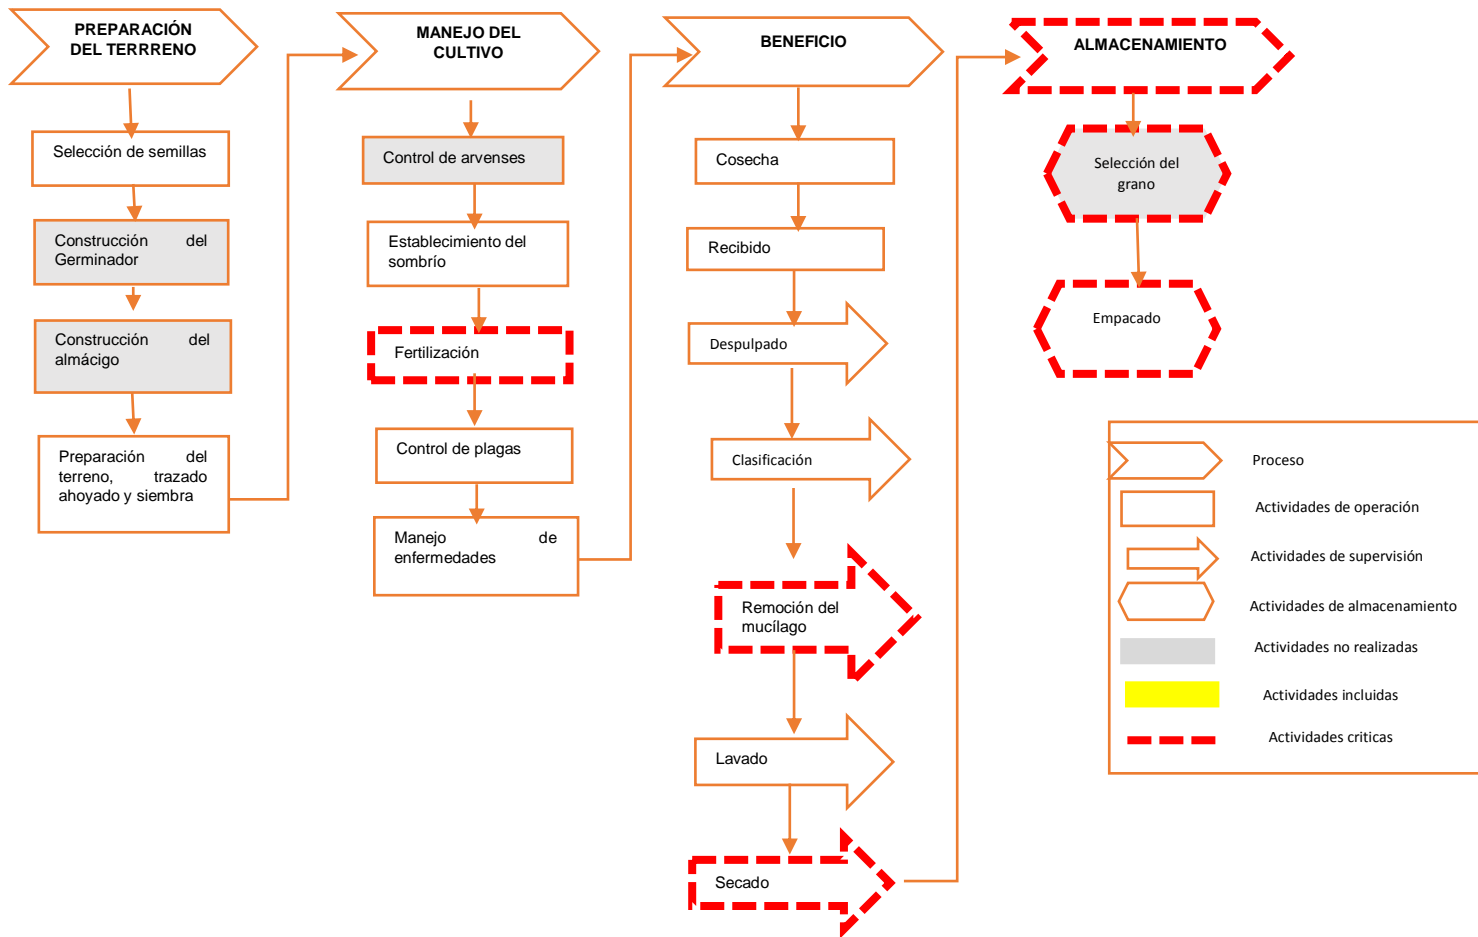 PREPARACIÓN
DEL TERRRENO
Selección de semillas
Construcción del
Germinador
Construcción del
almácigo
Preparación del
terreno, trazado
ahoyado y siembra
MANEJO DEL
CULTIVO
Control de arvenses
Establecimiento del
sombrío
Fertilización
Control de plagas
Manejo de
enfermedades
BENEFICIO
Cosecha
Recibido
Despulpado
Clasificación
Remoción del
mucílago
Lavado
Secado
ALMACENAMIENTO
Selección del
grano
Empacado
Proceso
Actividades de operación
Actividades de supervisión
Actividades de almacenamiento
Actividades no realizadas
Actividades incluidas
Actividades criticas